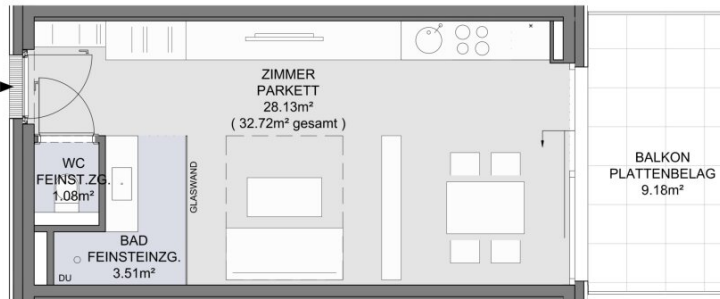 ZIMMER
PARKETT
28.13m²
( 32.72m² gesamt )
WC
FEINST.ZG.
1.08m²
GLASWAND
BAD
FEINSTEINZG.
3.51m²
DU
BALKON
PLATTENBELAG
9.18m²